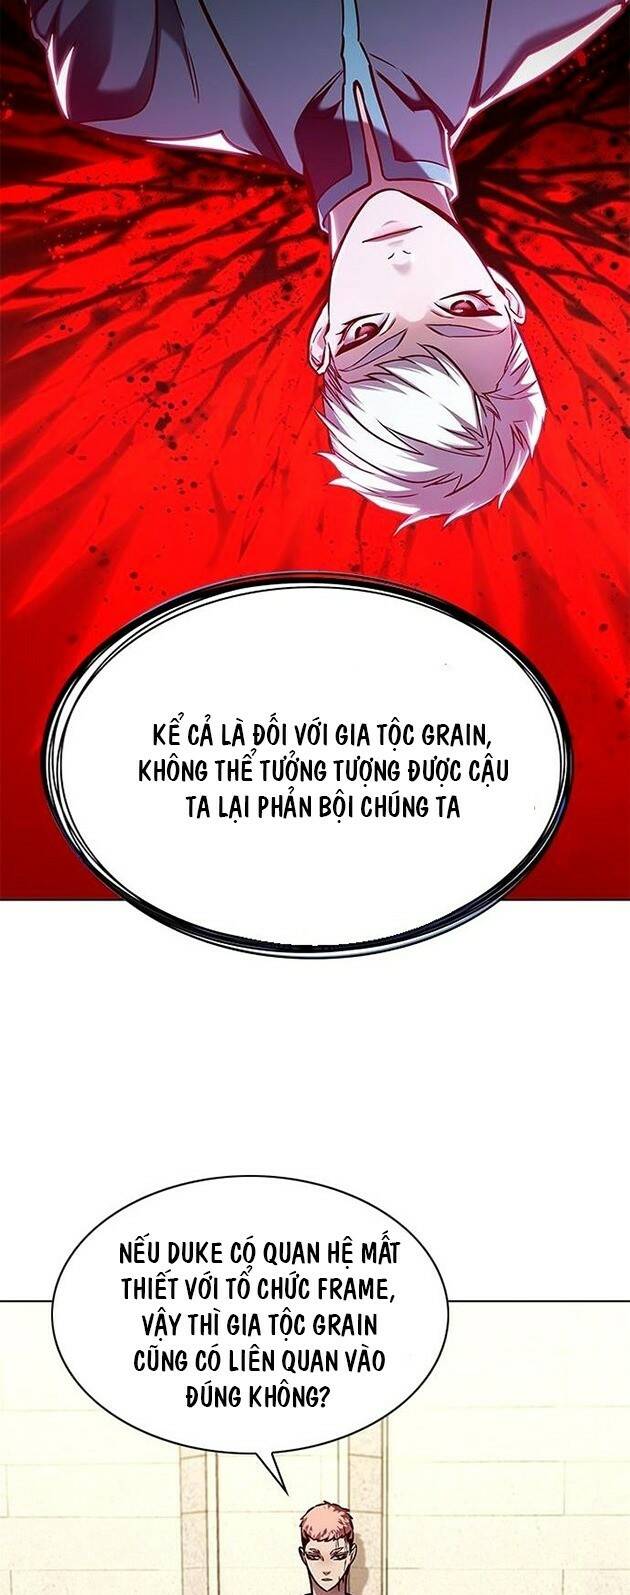 KỂ CẢ LÀ ĐỐI VỚI GIA TỘC GRAIN,
KHÔNG THỂ TƯỞNG TƯỢNG ĐƯỢC CẬU
TA LẠI PHẢN BỘI CHÚNG TA
NẾU DUKE CÓ QUAN HỆ MẤT
THIẾT VỚI TỔ CHỨC FRAME,
VẬY THÌ GIA TỘC GRAIN
CŨNG CÓ LIÊN QUAN VÀO
ĐÚNG KHÔNG?